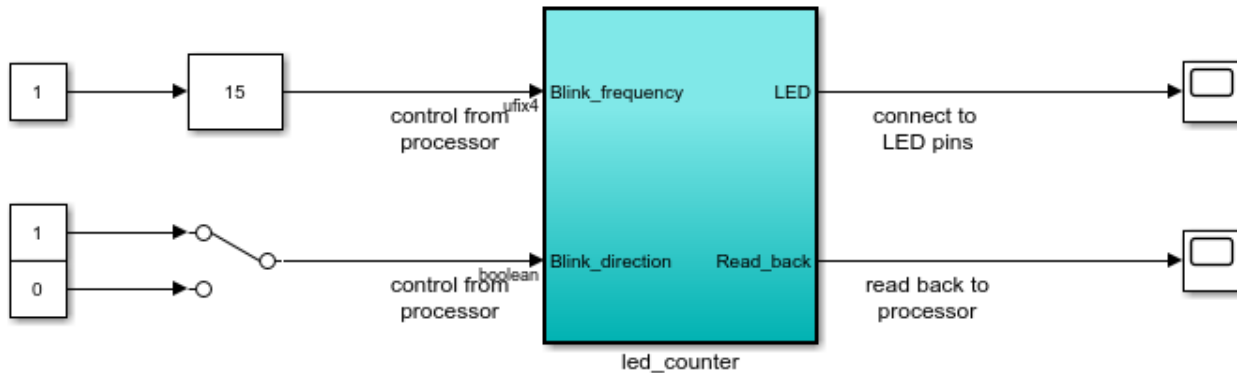 1
15
Blink_frequency
ufix4
control from
processor
LED
connect to
LED pins
1
0
Blink_direction
boolean
control from
processor
Read_back
read back to
processor
led_counter